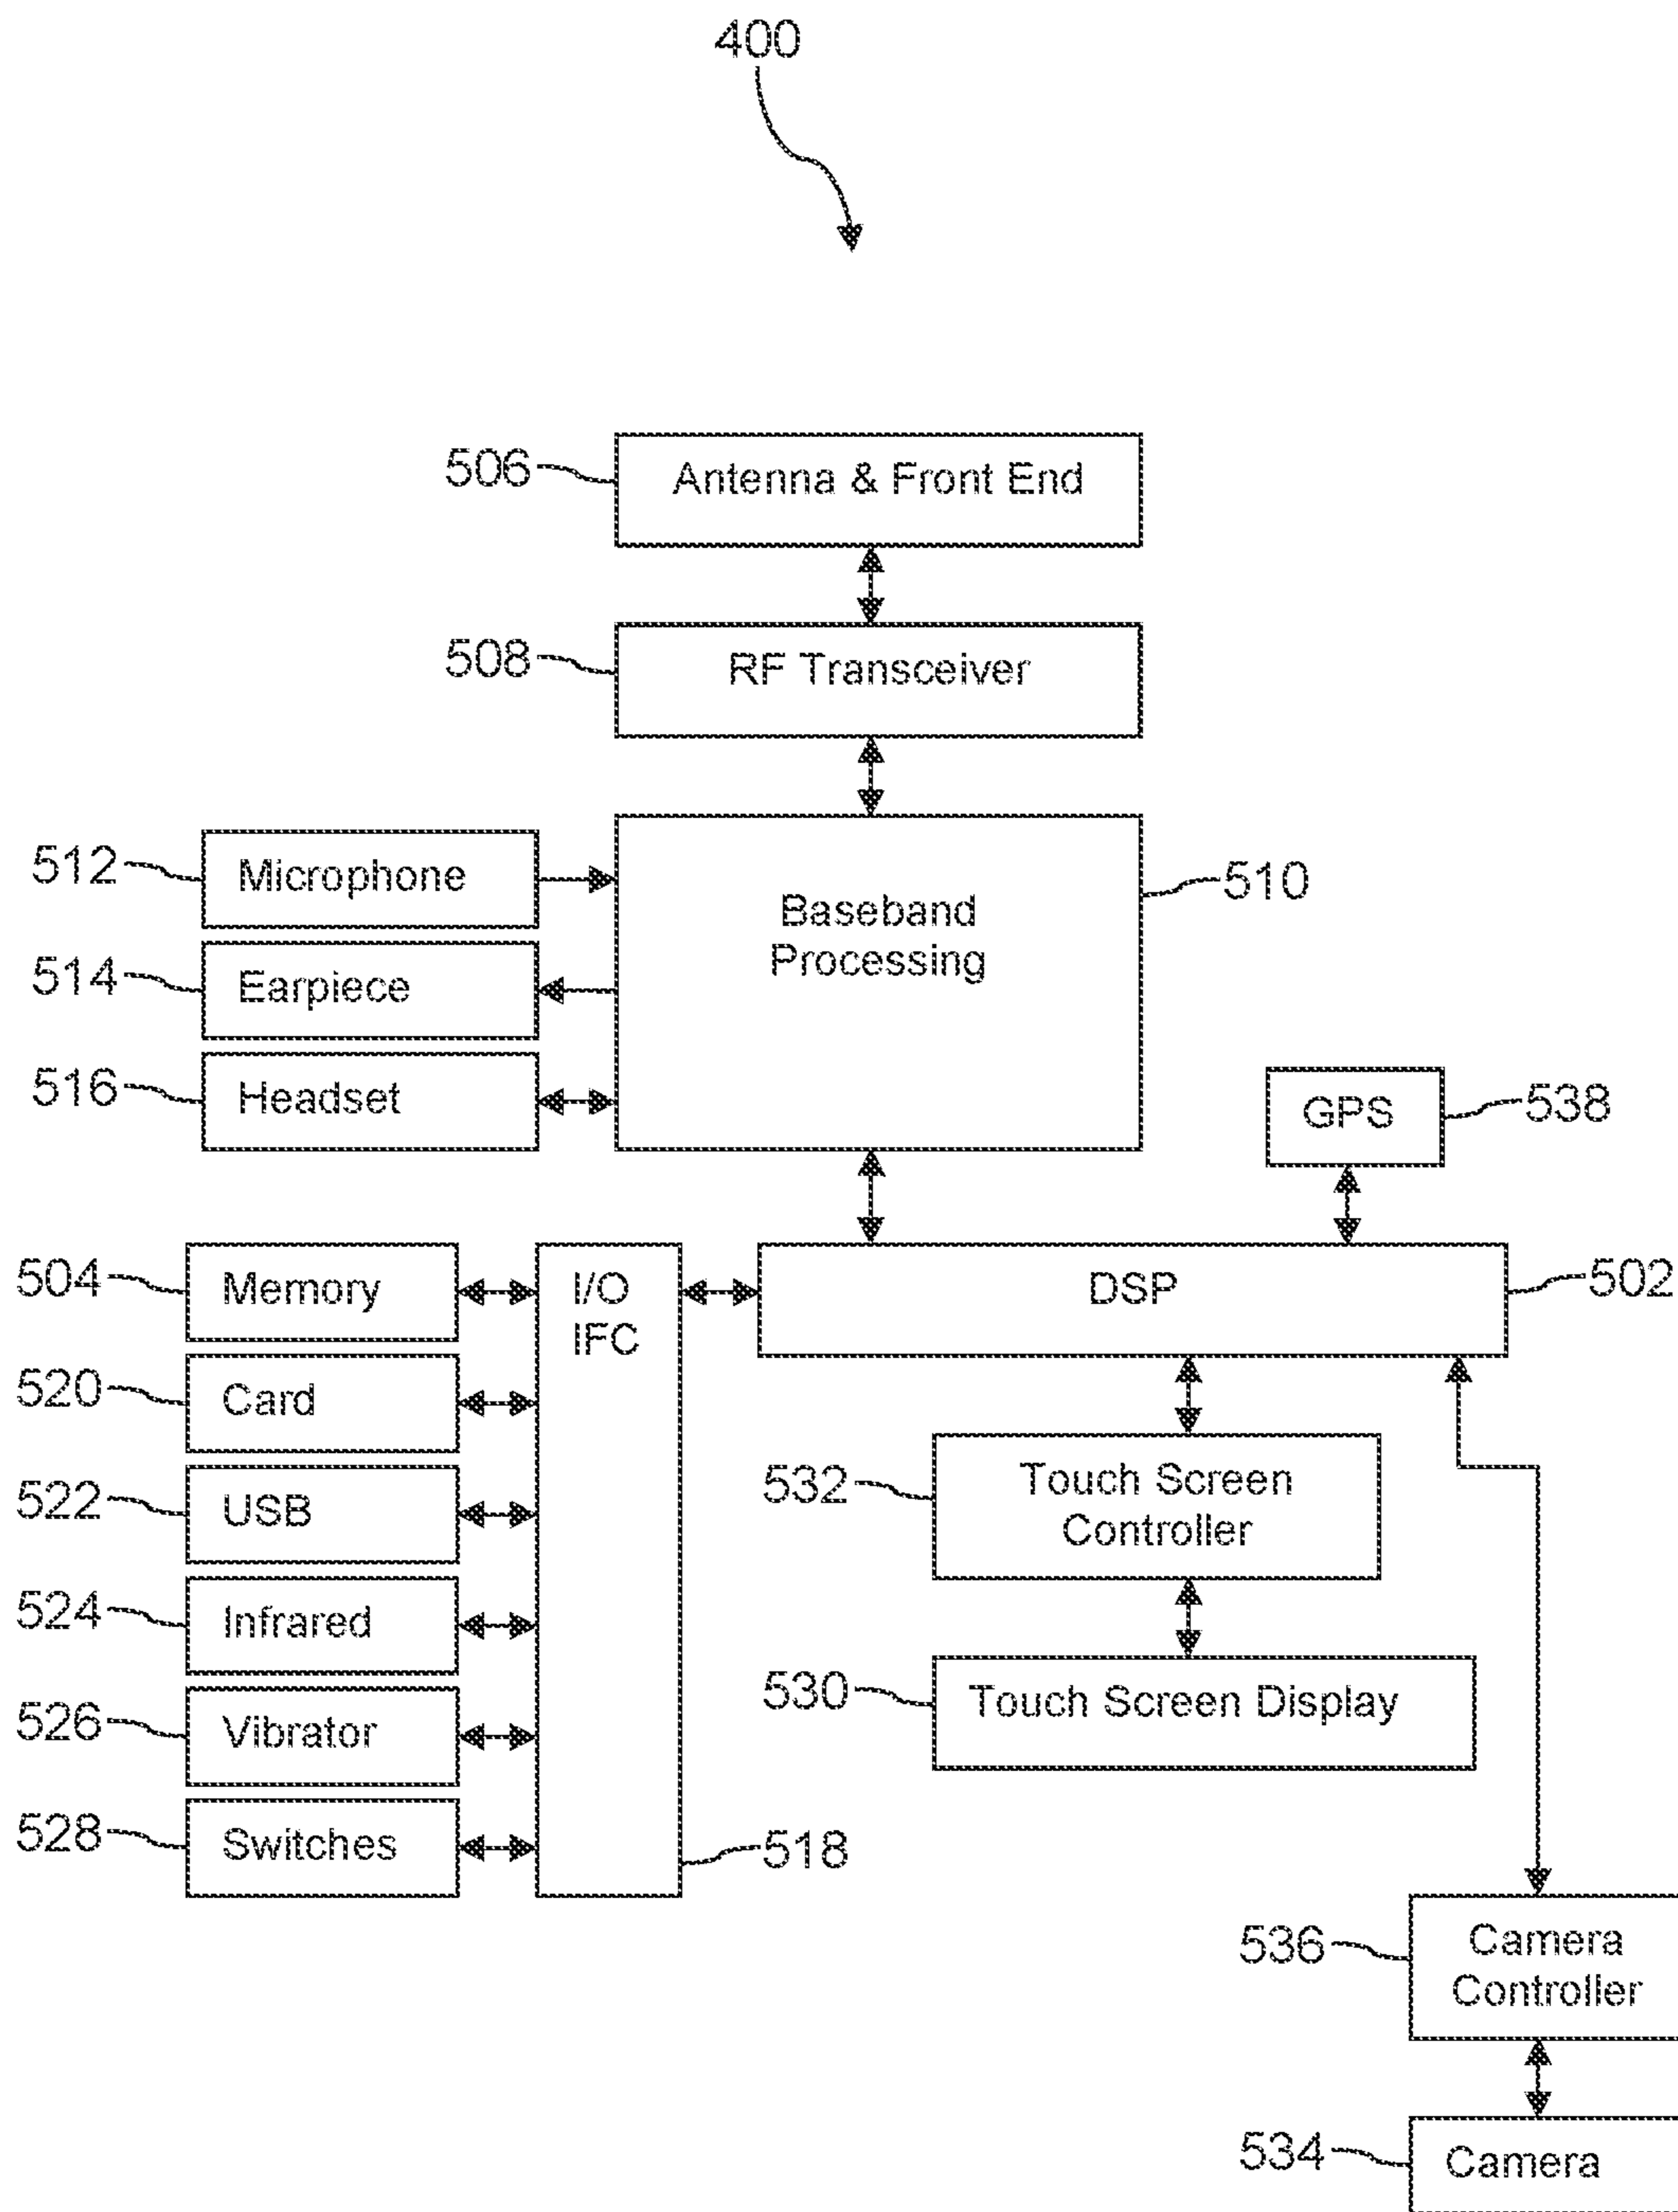 400
506 Antenna & Front End
508 RF Transceiver
512 Microphone
Baseband
Processing
510
514 Earpiece
516 Headset
GPS 538
504 Memory
I/O
IFC
DSP 502
520 Card
522 USB
532 Touch Screen
Controller
524 Infrared
530 Touch Screen Display
526 Vibrator
528 Switches
518
536 Camera
Controller
534 Camera